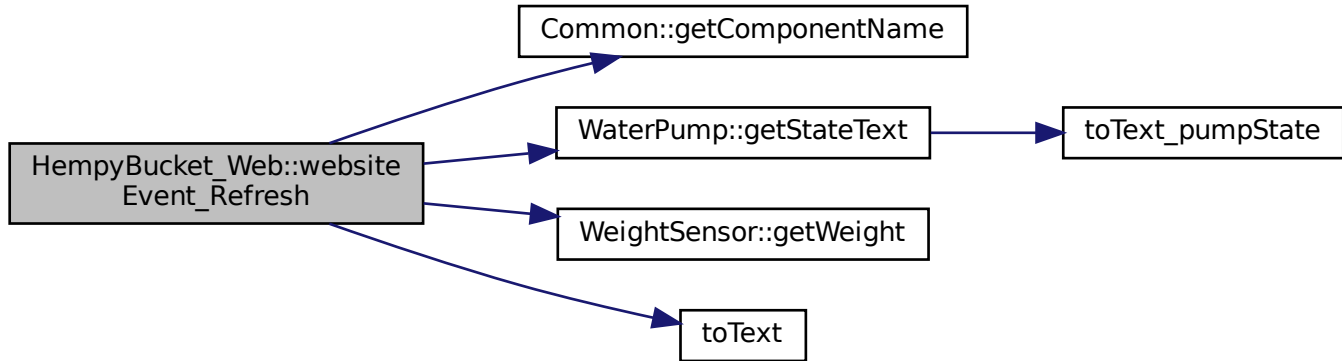 Common::getComponentName
WaterPump::getStateText
toText_pumpState
HempyBucket_Web::website
Event_Refresh
WeightSensor::getWeight
toText